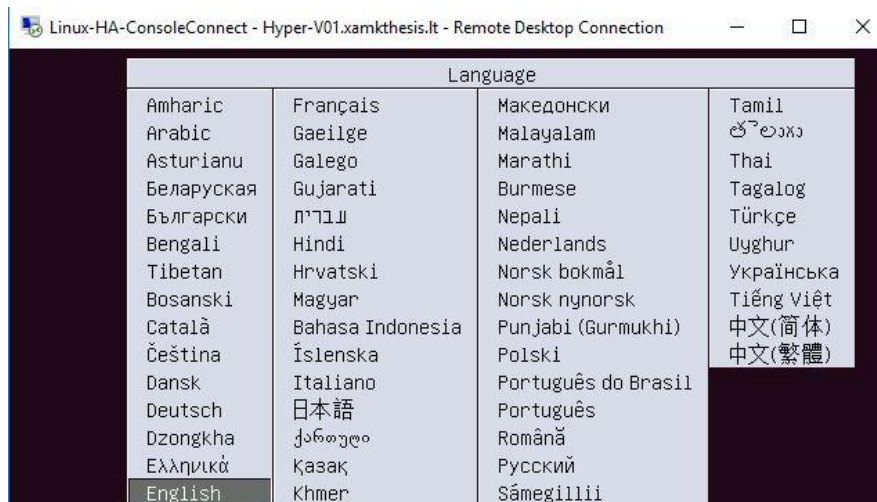 Linux-HA-ConsoleConnect - Hyper-V01.xamkthesis.lt - Remote Desktop Connection
Language
Amharic
Arabic
Asturianu
Беларуская
Български
Bengali
Tibetan
Bosanski
Català
Čeština
Dansk
Deutsch
Dzongkha
Ελληνικά
English
Français
Gaeilge
Galego
Gujarati
עברית
Hindi
Hrvatski
Magyar
Bahasa Indonesia
Íslenska
Italiano
日本語
ქართული
Қазақ
Khmer
Македонски
Malayalam
Marathi
Burmese
Nepali
Nederlands
Norsk bokmål
Norsk nynorsk
Punjabi (Gurmukhi)
Polski
Português do Brasil
Português
Română
Русский
Sámegillii
Tamil
Thai
Tagalog
Türkçe
Uyghur
Українська
Tiếng Việt
中文(简体)
中文(繁體)